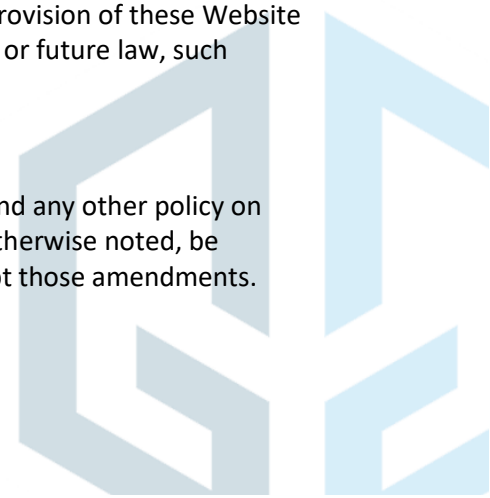 rovision of these Website
or future law, such
nd any other policy on
therwise noted, be
t those amendments.